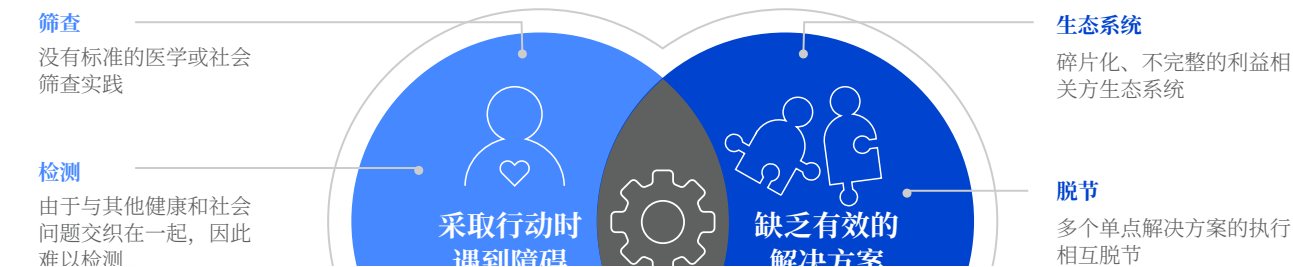 筛查
没有标准的医学或社会
筛查实践
检测
由于与其他健康和社会
问题交织在一起，因此
难以检测
采取行动时
遇到障碍
缺乏有效的
解决方案
生态系统
碎片化、不完整的利益相
关方生态系统
脱节
多个单点解决方案的执行
相互脱节